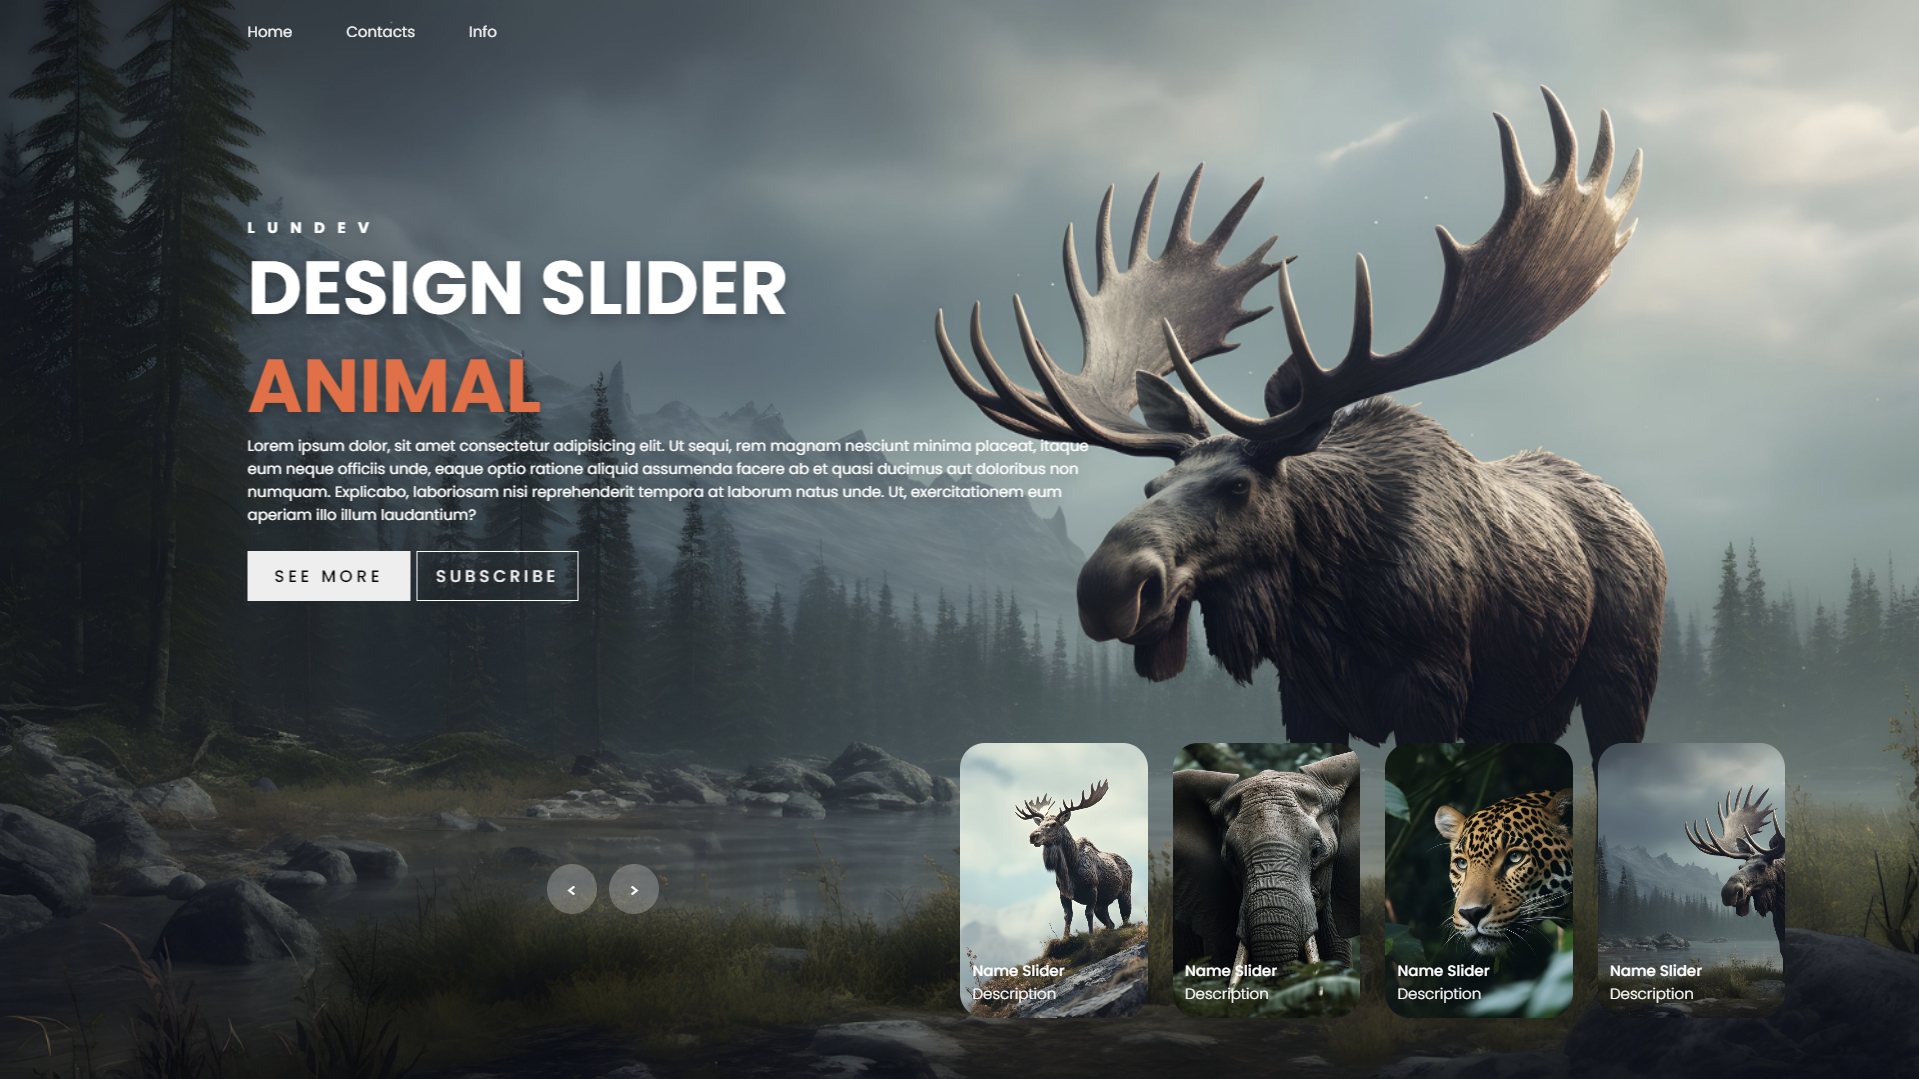 Home Contacts Info
LUNDEV
DESIGN SLIDER
ANIMAL
Lorem ipsum dolor, sit amet consectetur adipisicing elit. Ut sequi, rem magnam nesciunt minima placeat, itaque
eum neque officiis unde, eaque optio ratione aliquid assumenda facere ab et quasi ducimus aut doloribus non
numquam. Explicabo, laboriosam nisi reprehenderit tempora at laborum natus unde. Ut, exercitationem eum
aperiam illo illum laudantium?
SEE MORE SUBSCRIBE
< >
Name Slider
Description
Name Slider
Description
Name Slider
Description
Name Slider
Description